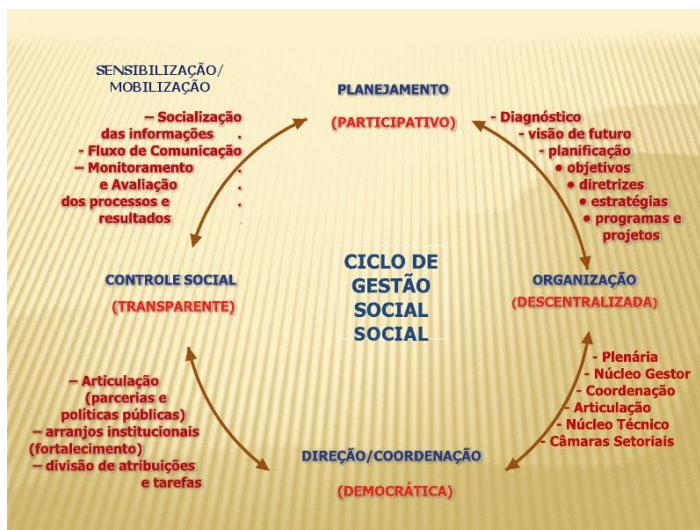 SENSIBILIZAÇÃO/
MOBILIZAÇÃO
– Socialização
das informações .
- Fluxo de Comunicação
– Monitoramento .
e Avaliação .
dos processos e .
resultados .
PLANEJAMENTO
(PARTICIPATIVO)
- Diagnóstico
- visão de futuro
- planificação
• objetivos
• diretrizes
• estratégias
• programas e
projetos
CONTROLE SOCIAL
(TRANSPARENTE)
CICLO DE
GESTÃO
SOCIAL
SOCIAL
ORGANIZAÇÃO
(DESCENTRALIZADA)
– Articulação
(parcerias e
políticas públicas)
– arranjos institucionais
(fortalecimento)
– divisão de atribuições
e tarefas
DIREÇÃO/COORDENAÇÃO
(DEMOCRÁTICA)
- Plenária
- Núcleo Gestor
- Coordenação
- Articulação
- Núcleo Técnico
- Câmaras Setoriais